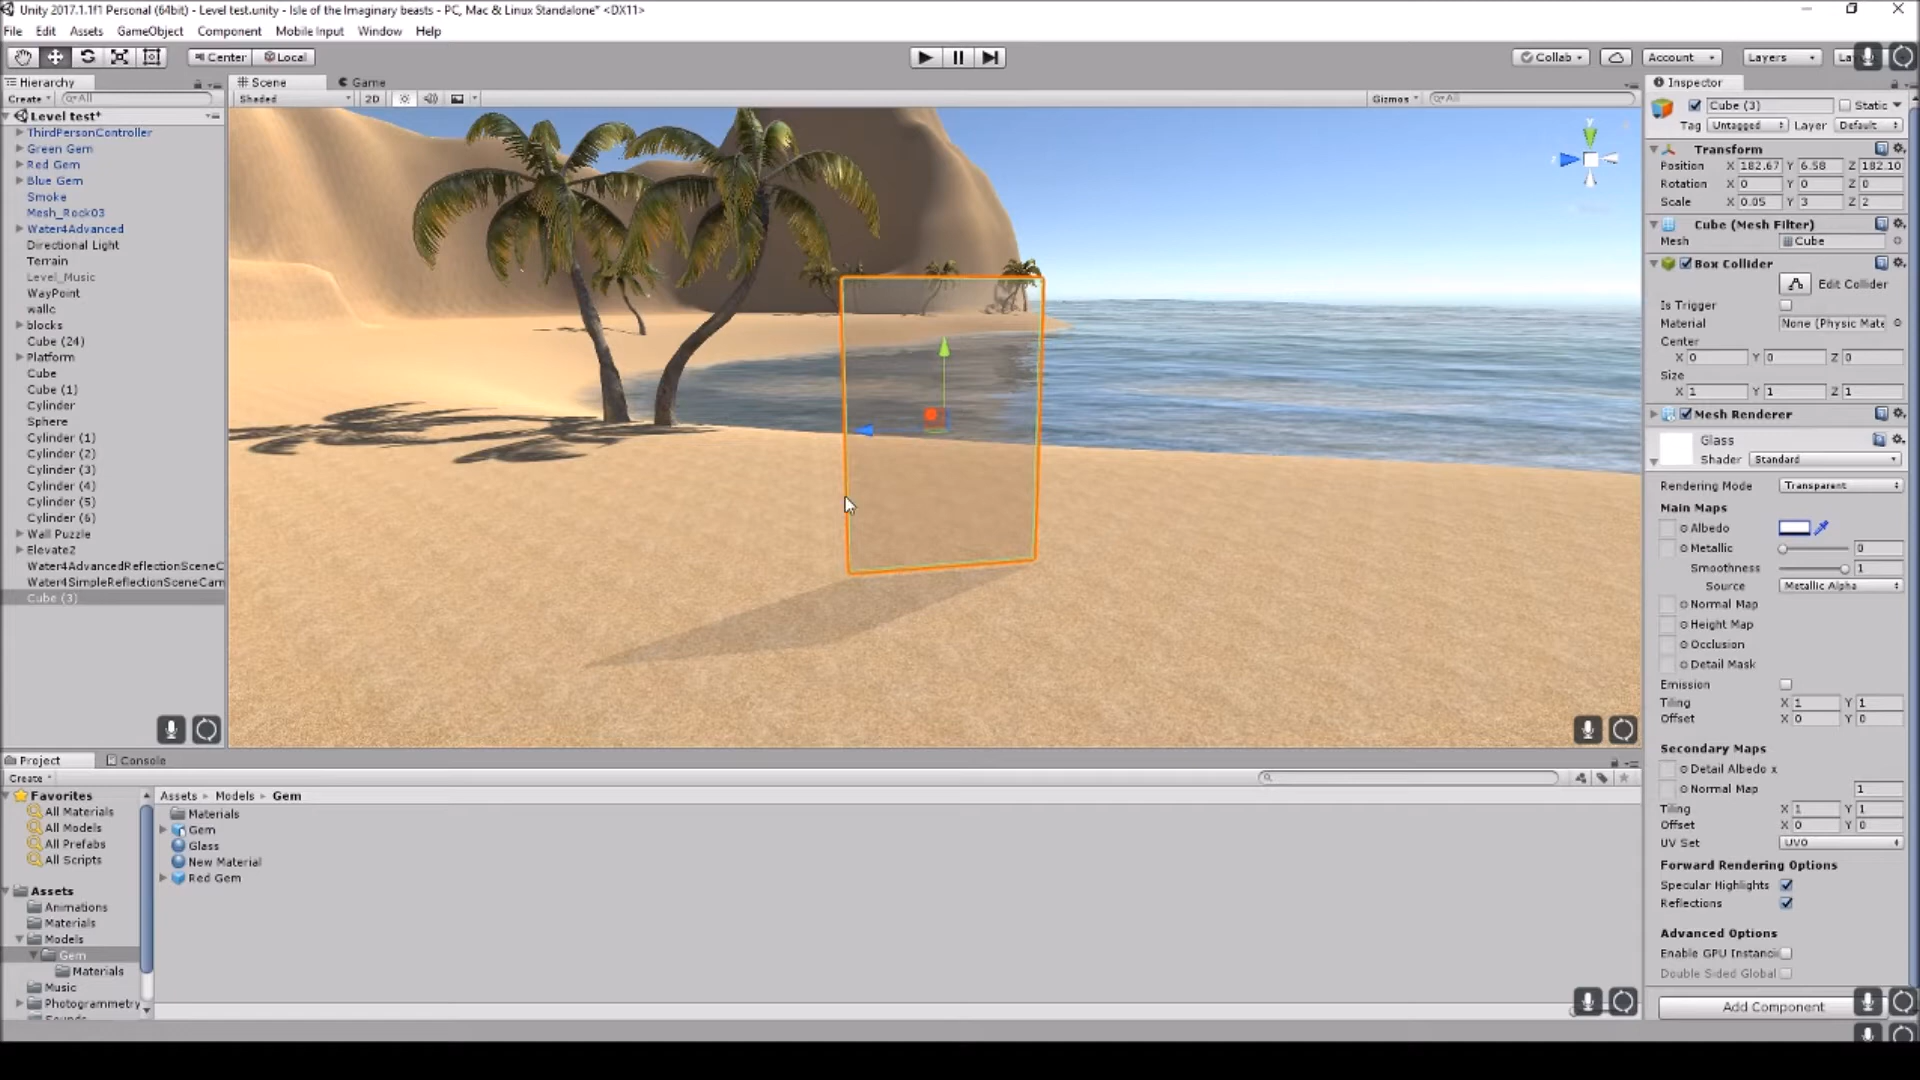 Unity 2017.1.1f1 Personal (64bit) - Level test.unity - Isle of the Imaginary beasts - PC, Mac & Linux Standalone* <DX11>
File Edit Assets GameObject Component Mobile Input Window Help
Center Local Collab Account Layers La
Hierarchy
Create All
Level test*
ThirdPersonController
Green Gem
Red Gem
Blue Gem
Smoke
Mesh_Rock03
Water4Advanced
Directional Light
Terrain
Level_Music
WayPoint
wallc
blocks
Cube (24)
Platform
Cube
Cube (1)
Cylinder
Sphere
Cylinder (1)
Cylinder (2)
Cylinder (3)
Cylinder (4)
Cylinder (5)
Cylinder (6)
Wall Puzzle
Elevate2
Water4AdvancedReflectionSceneC
Water4SimpleReflectionSceneCam
Cube (3)
Scene Game
Shaded 2D Gizmos All
y
Inspector
Cube (3) Static
Tag Untagged Layer Default
Transform
Position X 182.67 Y 6.58 Z 182.10
Rotation X 0 Y 0 Z 0
Scale X 0.05 Y 3 Z 2
Cube (Mesh Filter)
Mesh Cube
Box Collider
Edit Collider
Is Trigger
Material None (Physic Mate
Center
X 0 Y 0 Z 0
Size
X 1 Y 1 Z 1
Mesh Renderer
Glass
Shader Standard
Rendering Mode Transparent
Main Maps
Albedo
Metallic 0
Smoothness 1
Source Metallic Alpha
Normal Map
Height Map
Occlusion
Detail Mask
Emission
Tiling X 1 Y 1
Offset X 0 Y 0
Secondary Maps
Detail Albedo x
Normal Map 1
Tiling X 1 Y 1
Offset X 0 Y 0
UV Set UV0
Forward Rendering Options
Specular Highlights
Reflections
Advanced Options
Enable GPU Instanci
Double Sided Global
Add Component
Project Console
Create
Favorites
All Materials
All Models
All Prefabs
All Scripts
Assets
Animations
Materials
Models
Gem
Materials
Music
Photogrammetry
Assets Models Gem
Materials
Gem
Glass
New Material
Red Gem